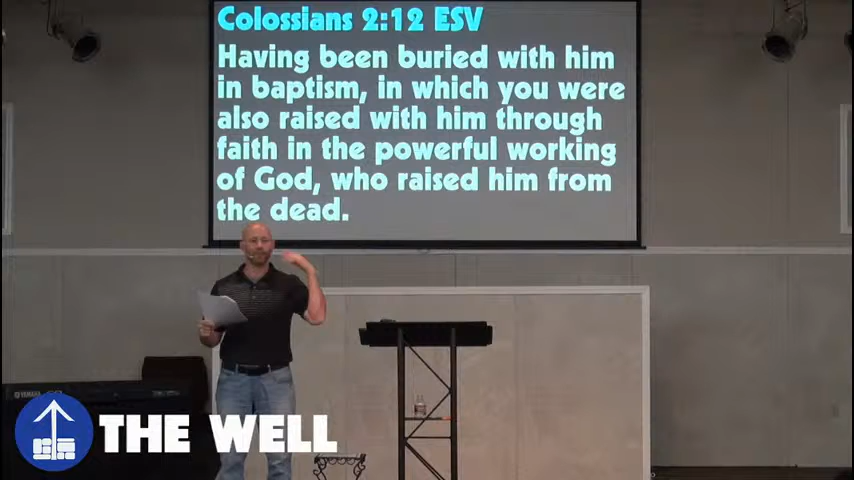 Colossians 2:12 ESV
Having been buried with him
in baptism, in which you were
also raised with him through
faith in the powerful working
of God, who raised him from
the dead.
YAMAHA
THE WELL